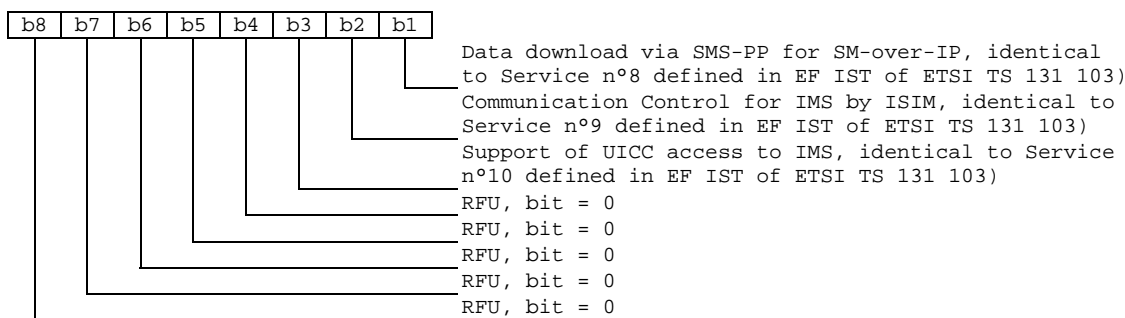 b8 b7 b6 b5 b4 b3 b2 b1
Data download via SMS-PP for SM-over-IP, identical
to Service n°8 defined in EF IST of ETSI TS 131 103)
Communication Control for IMS by ISIM, identical to
Service n°9 defined in EF IST of ETSI TS 131 103)
Support of UICC access to IMS, identical to Service
n°10 defined in EF IST of ETSI TS 131 103)
RFU, bit = 0
RFU, bit = 0
RFU, bit = 0
RFU, bit = 0
RFU, bit = 0